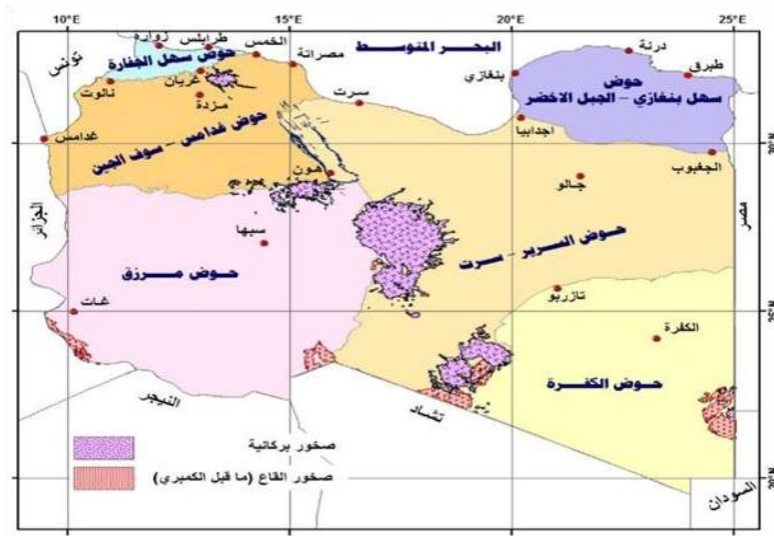 10°E
15°E
20°E
25°E
البحر المتوسط
تونس
زوارة
طرابلس
الخمس
مصراتة
حوض سهل الجفارة
نالوت
غريان
مزدة
سرت
بنغازي
درنة
طبرق
حوض
سهل بنغازي - الجبل الاخضر
اجدابيا
الجغبوب
غدامس
حوض غدامس - سوف الجين
هون
جالو
مصر
الجزائر
سبها
حوض السرير - سرت
حوض مرزق
غات
تازربو
الكفرة
حوض الكفرة
النيجر
تشاد
السودان
صخور بركانية
صخور القاع (ما قبل الكمبري)